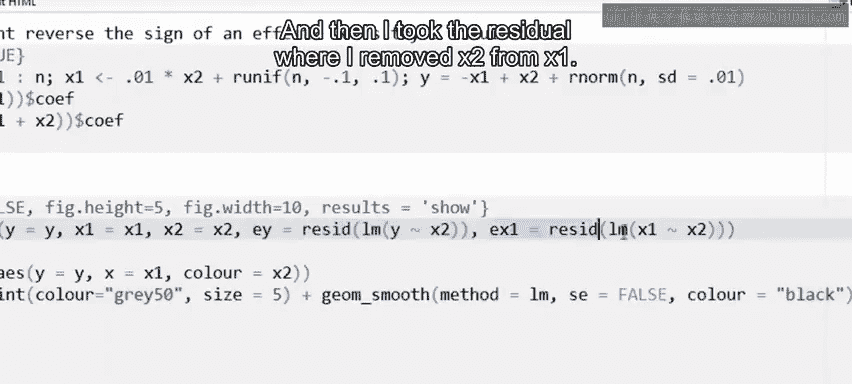 And then I took the residual
where I removed x2 from x1.
nt reverse the sign of an eff
UE}
1 : n; x1 <- .01 * x2 + runif(n, -.1, .1); y = -x1 + x2 + rnorm(n, sd = .01)
1))$coef
1 + x2))$coef
LSE, fig.height=5, fig.width=10, results = 'show'}
(y = y, x1 = x1, x2 = x2, ey = resid(lm(y ~ x2)), ex1 = resid(lm(x1 ~ x2)))
aes(y = y, x = x1, colour = x2))
int(colour="grey50", size = 5) + geom_smooth(method = lm, se = FALSE, colour = "black")